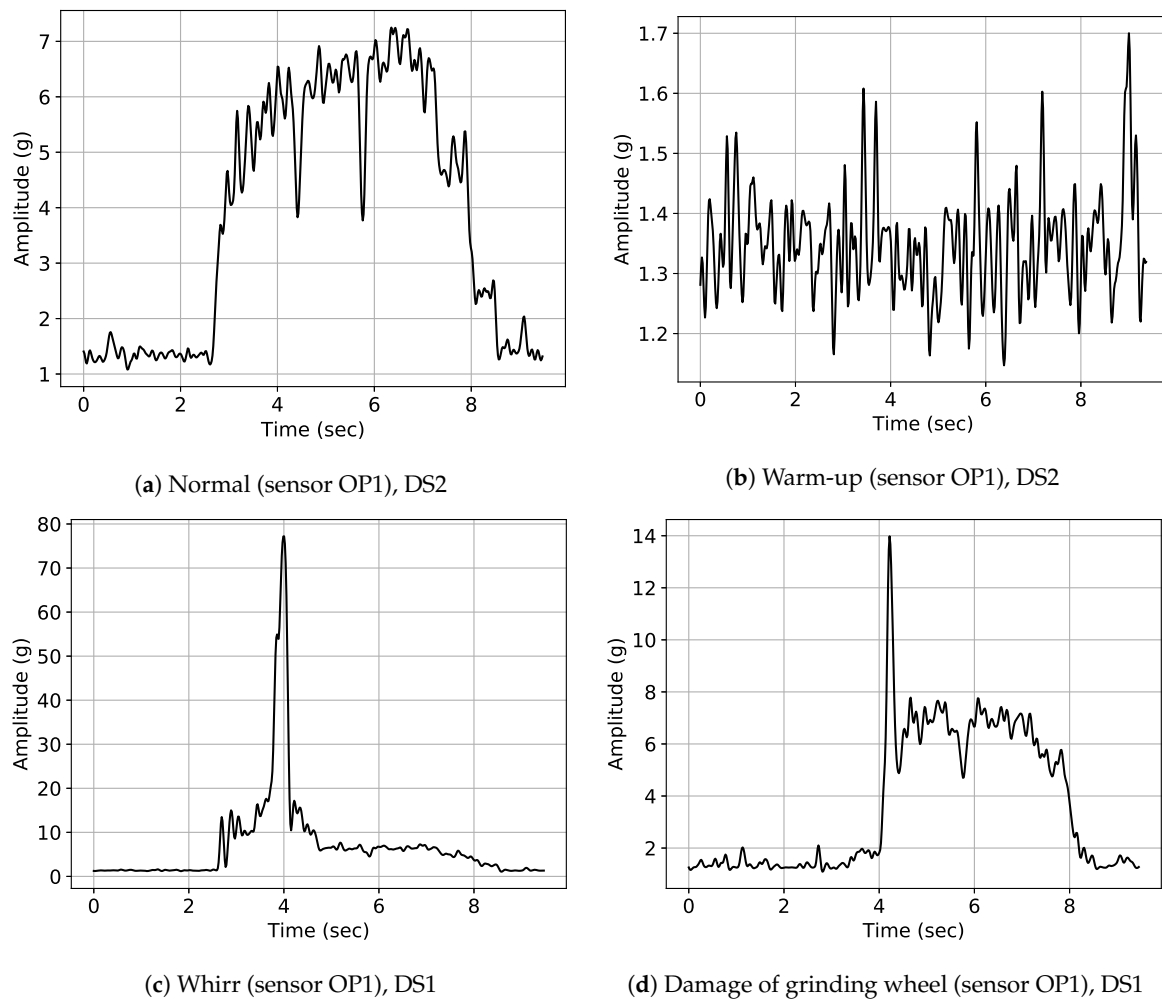 7
6
5
4
3
2
1
Amplitude (g)
0 2 4 6 8
Time (sec)
(a) Normal (sensor OP1), DS2
1.7
1.6
1.5
1.4
1.3
1.2
Amplitude (g)
0 2 4 6 8
Time (sec)
(b) Warm-up (sensor OP1), DS2
80
70
60
50
40
30
20
10
0
Amplitude (g)
0 2 4 6 8
Time (sec)
(c) Whirr (sensor OP1), DS1
14
12
10
8
6
4
2
Amplitude (g)
0 2 4 6 8
Time (sec)
(d) Damage of grinding wheel (sensor OP1), DS1